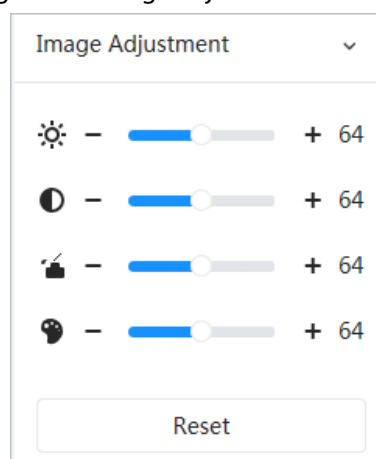 Image Adjustment
− + 64
− + 64
− + 64
− + 64
Reset